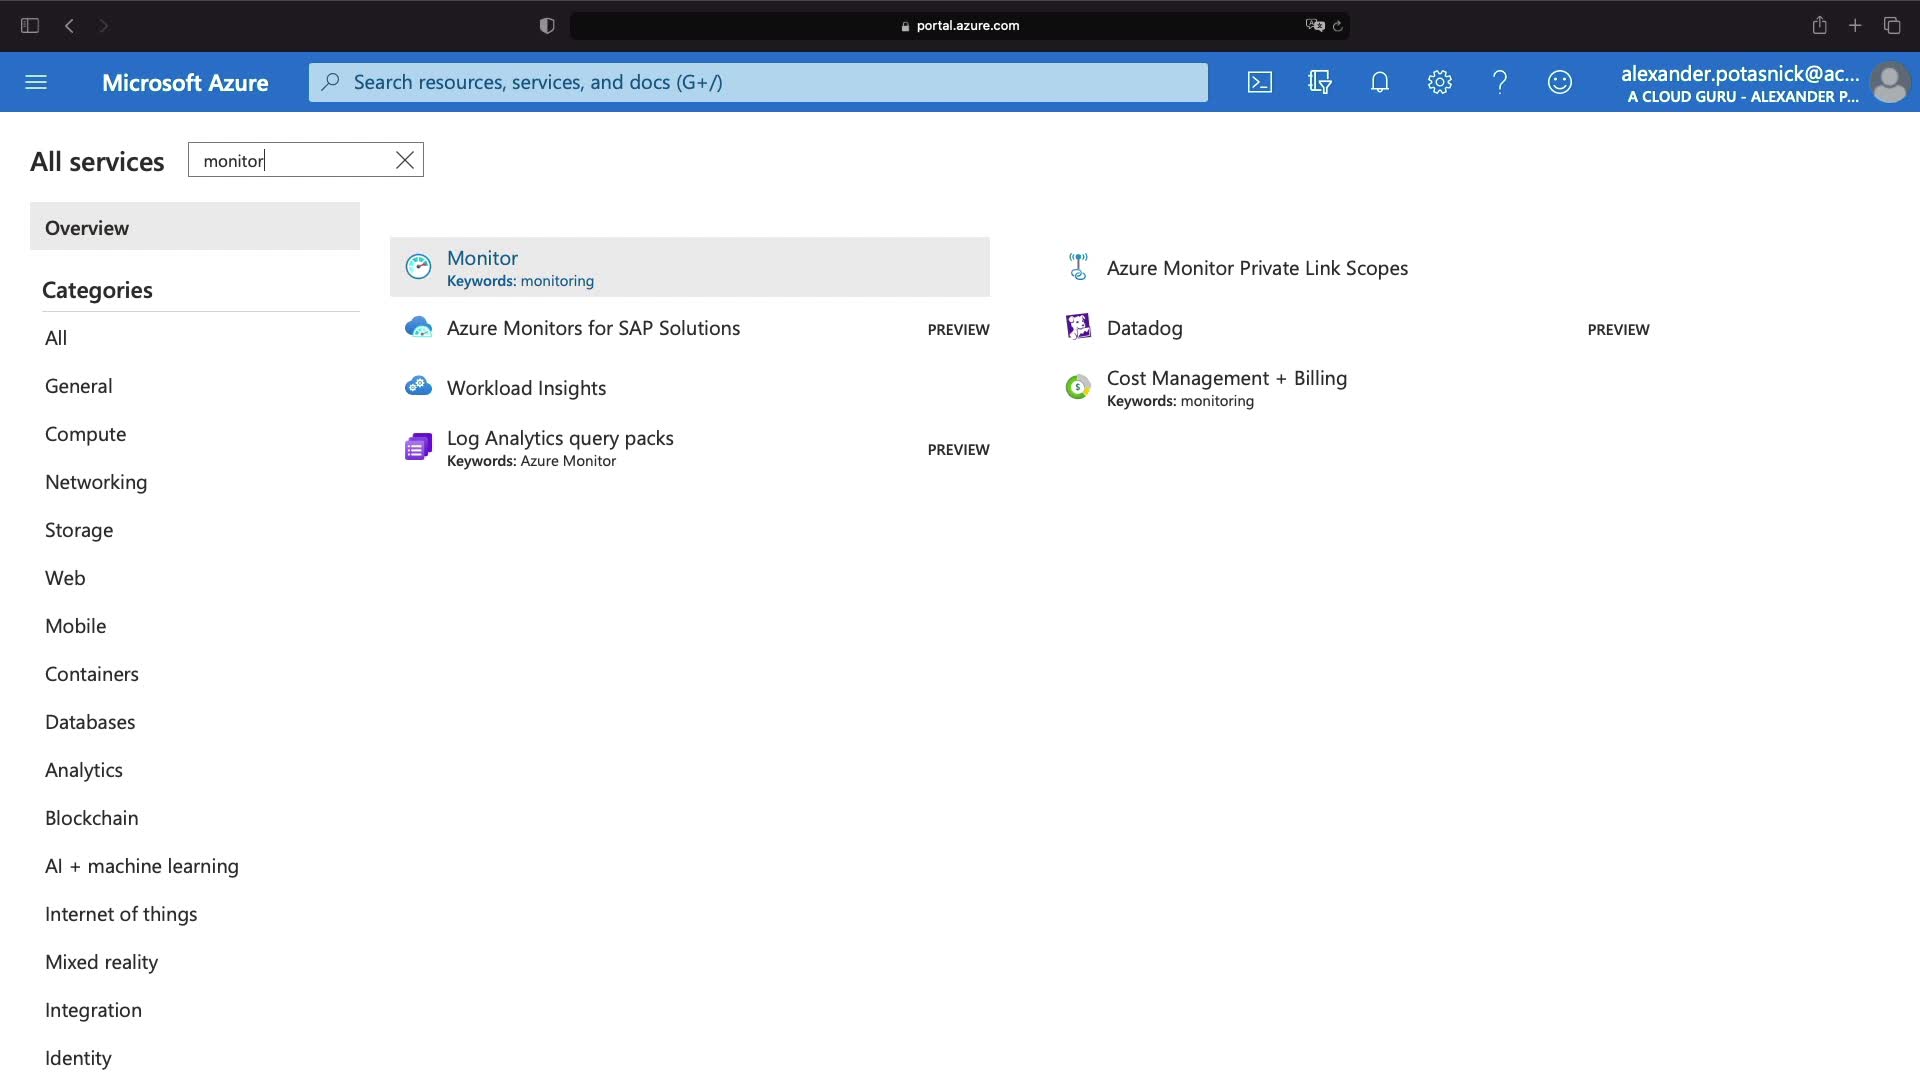 portal.azure.com
Microsoft Azure
Search resources, services, and docs (G+/)
alexander.potasnick@ac...
A CLOUD GURU - ALEXANDER P...
All services
monitor
Overview
Categories
All
General
Compute
Networking
Storage
Web
Mobile
Containers
Databases
Analytics
Blockchain
AI + machine learning
Internet of things
Mixed reality
Integration
Identity
Monitor
Keywords: monitoring
Azure Monitor Private Link Scopes
Azure Monitors for SAP Solutions PREVIEW
Datadog PREVIEW
Workload Insights
Cost Management + Billing
Keywords: monitoring
Log Analytics query packs PREVIEW
Keywords: Azure Monitor